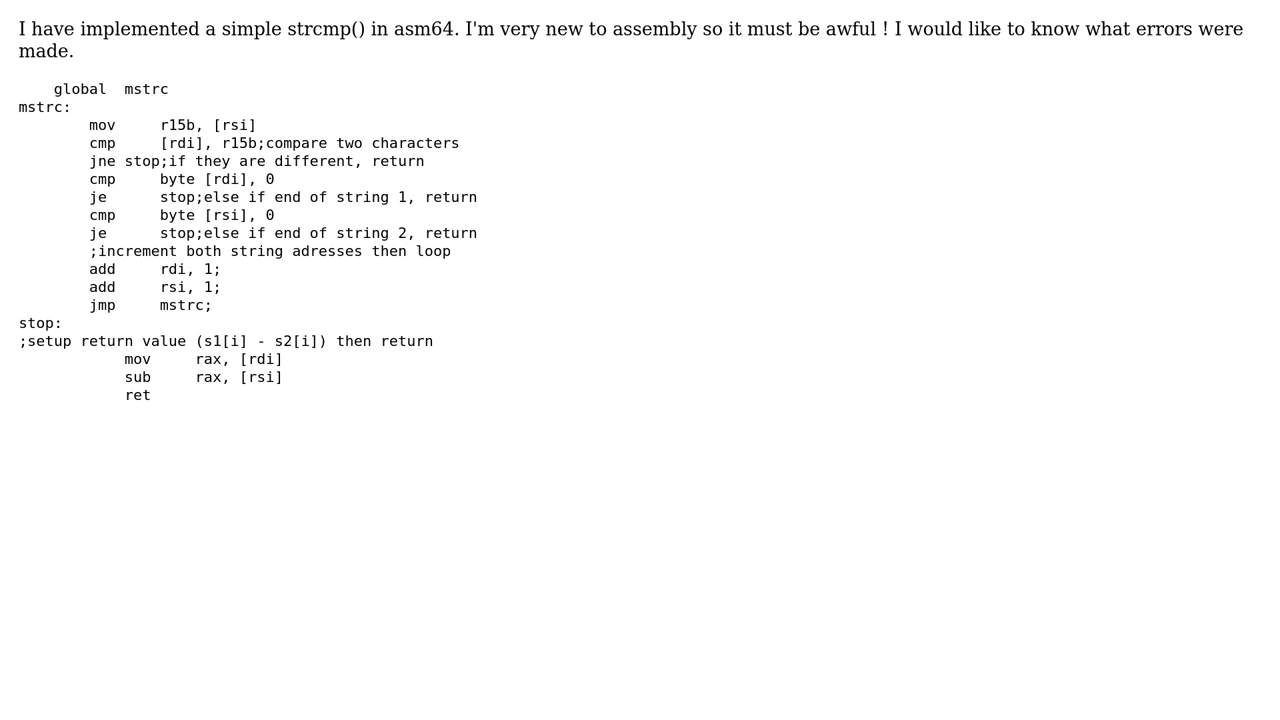 I have implemented a simple strcmp() in asm64. I'm very new to assembly so it must be awful ! I would like to know what errors were
made.
    global  mstrc
mstrc:
        mov     r15b, [rsi]
        cmp     [rdi], r15b;compare two characters
        jne stop;if they are different, return
        cmp     byte [rdi], 0
        je      stop;else if end of string 1, return
        cmp     byte [rsi], 0
        je      stop;else if end of string 2, return
        ;increment both string adresses then loop
        add     rdi, 1;
        add     rsi, 1;
        jmp     mstrc;
stop:
;setup return value (s1[i] - s2[i]) then return
            mov     rax, [rdi]
            sub     rax, [rsi]
            ret